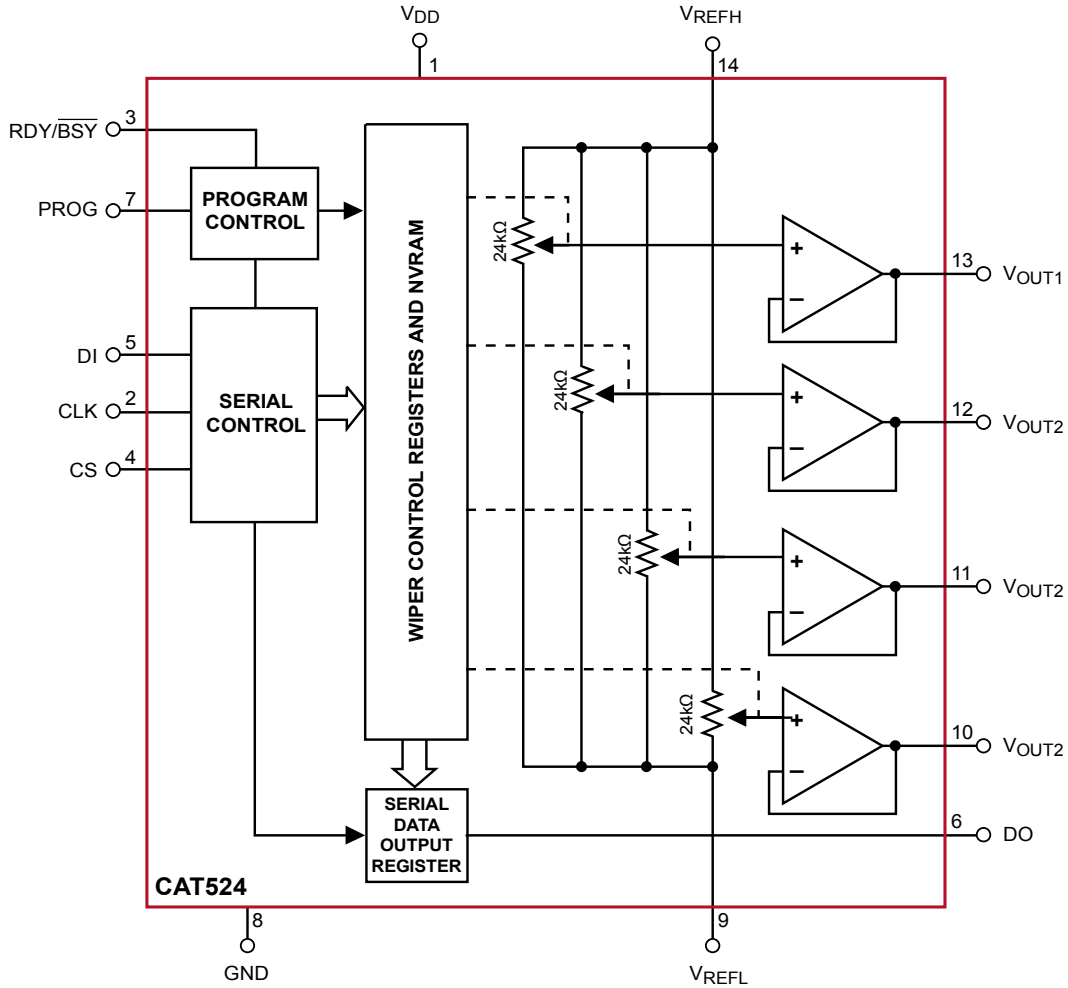 VDD
VREFH
1
14
3
RDY/BSY
PROGRAM
CONTROL
7
PROG
WIPER CONTROL REGISTERS AND NVRAM
24kΩ
+
–
13
VOUT1
5
DI
2
CLK
SERIAL
CONTROL
4
CS
24kΩ
+
–
12
VOUT2
24kΩ
+
–
11
VOUT2
24kΩ
+
–
10
VOUT2
SERIAL
DATA
OUTPUT
REGISTER
6
DO
CAT524
8
9
GND
VREFL